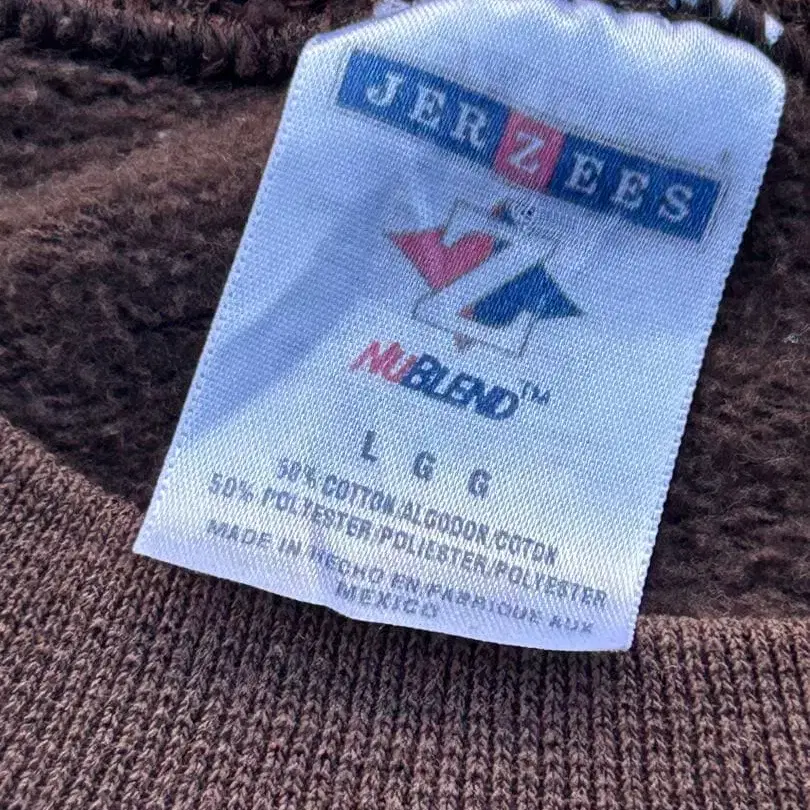 JERZEES
NUBLEND™
L G G
50% COTTON/ALGODON/COTON
50% POLYESTER/POLIESTER/POLYESTER
MADE IN/HECHO EN/FABRIQUE AUX
MEXICO